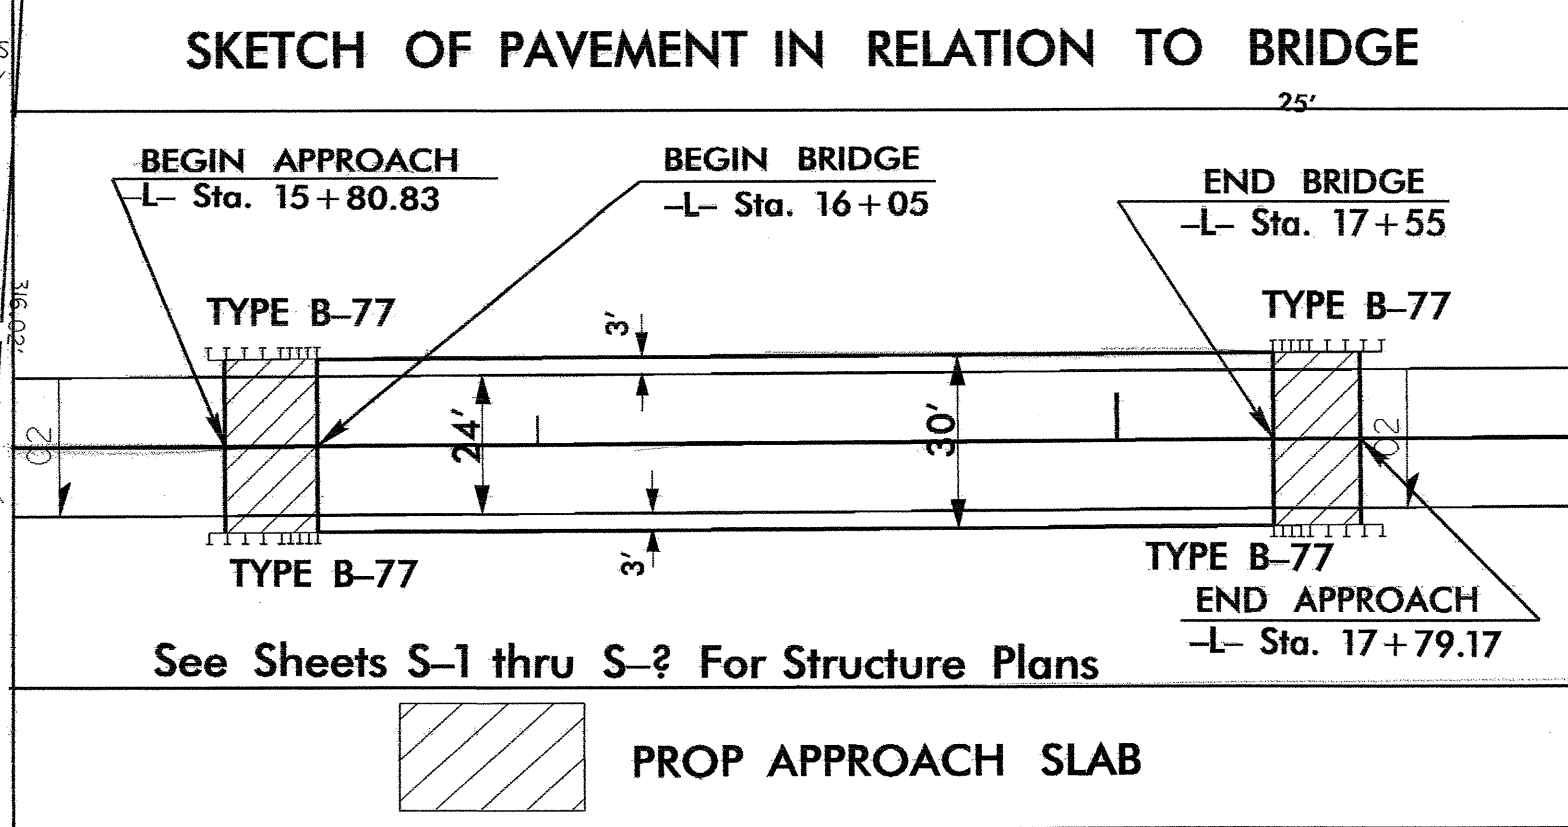 SKETCH OF PAVEMENT IN RELATION TO BRIDGE
25'
BEGIN APPROACH
-L- Sta. 15+80.83
BEGIN BRIDGE
-L- Sta. 16+05
END BRIDGE
-L- Sta. 17+55
316.02'
TYPE B-77
3'
TYPE B-77
02
24'
30'
02
TYPE B-77
3'
TYPE B-77
END APPROACH
-L- Sta. 17+79.17
See Sheets S-1 thru S-? For Structure Plans
PROP APPROACH SLAB